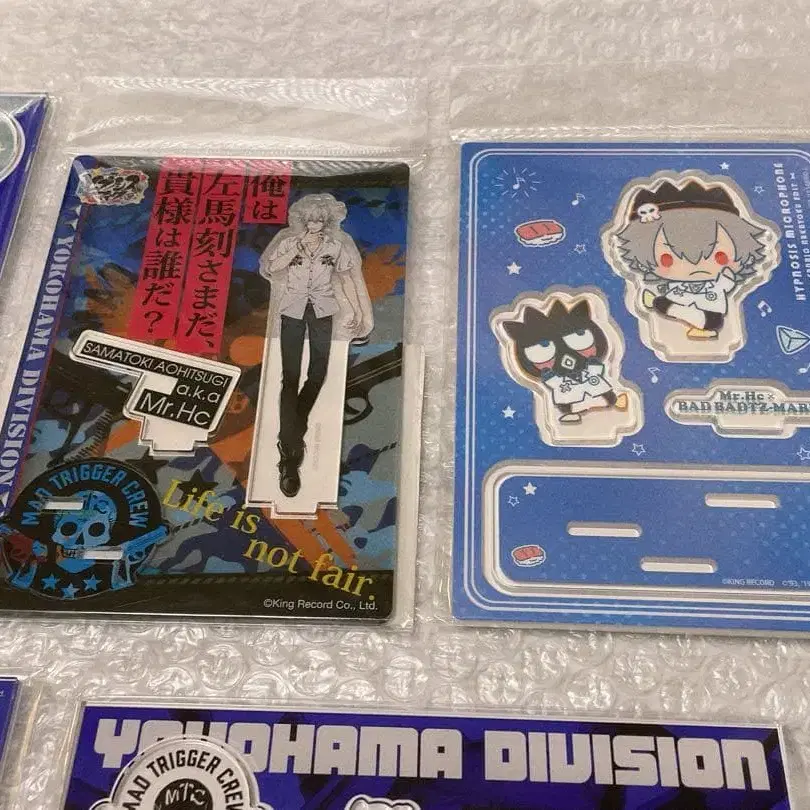 俺は
左馬刻さまだ、
貴様は誰だ？
YOKOHAMA DIVISION
SAMATOKI AOHITSUGI
a.k.a
Mr.Hc
MAD TRIGGER CREW
Life is
not fair.
©King Record Co., Ltd.
HYPNOSIS MICROPHONE
Mr.Hc ×
BAD BADTZ-MARU
©KING RECORD
YOKOHAMA DIVISION
MAD TRIGGER CREW
MTC